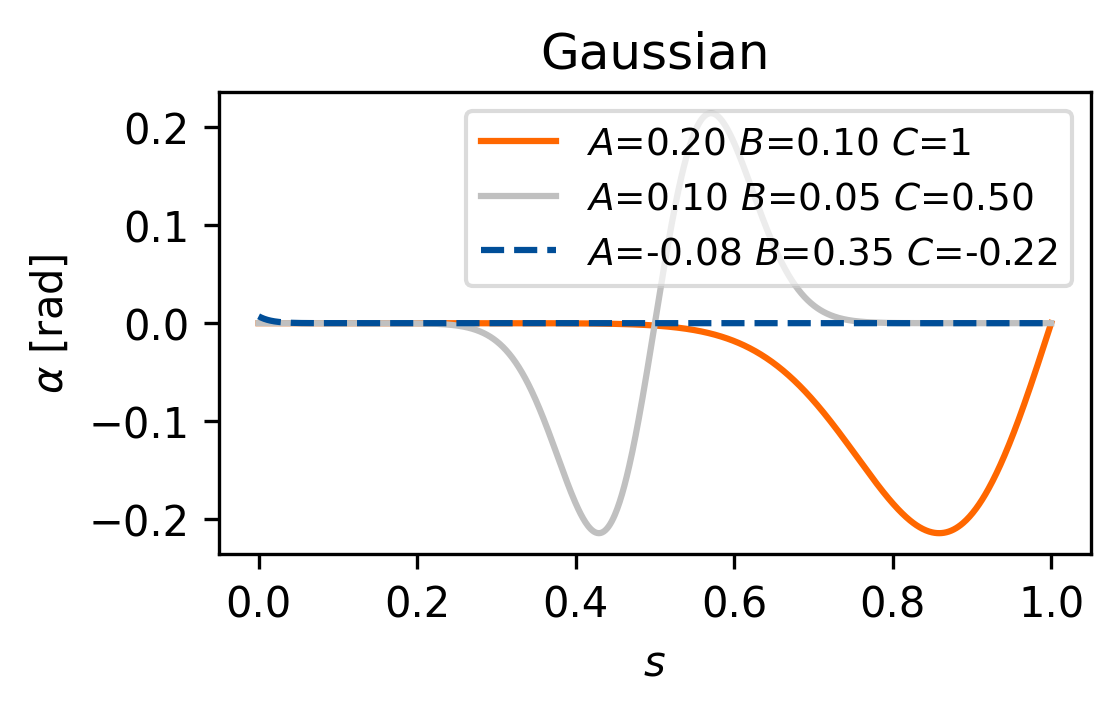 Gaussian
A=0.20 B=0.10 C=1
A=0.10 B=0.05 C=0.50
A=-0.08 B=0.35 C=-0.22
0.2
0.1
0.0
−0.1
−0.2
α [rad]
0.0 0.2 0.4 0.6 0.8 1.0
s